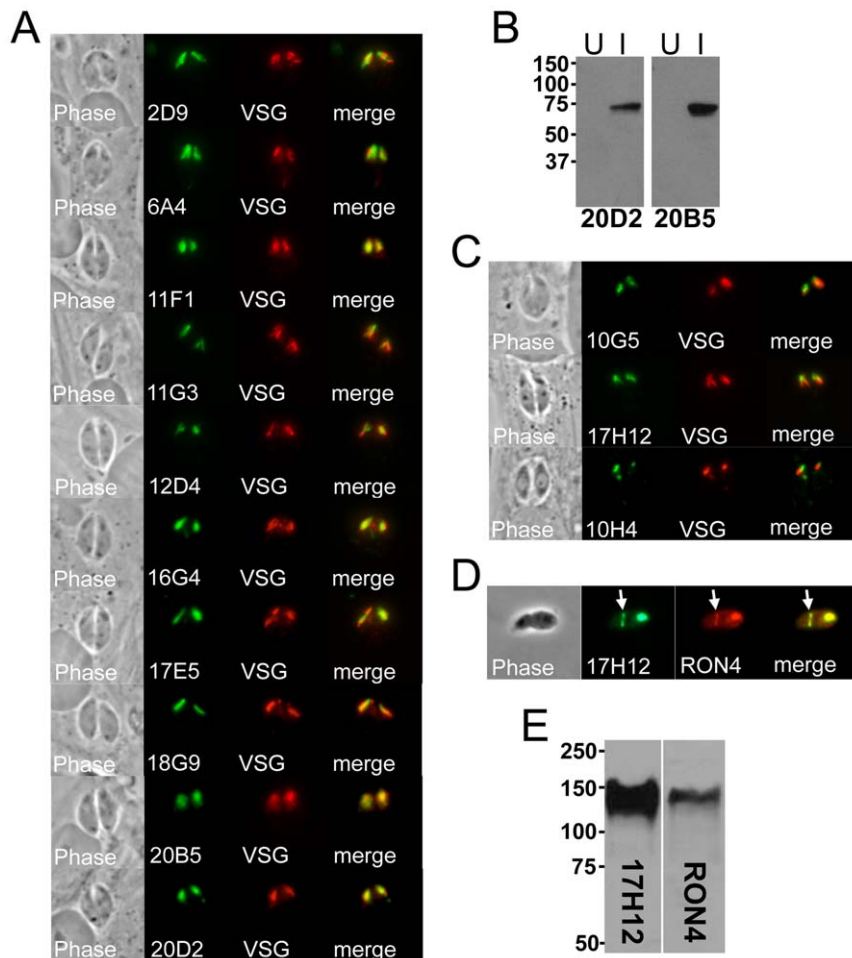 A
Phase 2D9 VSG merge
Phase 6A4 VSG merge
Phase 11F1 VSG merge
Phase 11G3 VSG merge
Phase 12D4 VSG merge
Phase 16G4 VSG merge
Phase 17E5 VSG merge
Phase 18G9 VSG merge
Phase 20B5 VSG merge
Phase 20D2 VSG merge
B
U I U I
150
100
75
50
37
20D2 20B5
C
Phase 10G5 VSG merge
Phase 17H12 VSG merge
Phase 10H4 VSG merge
D
Phase 17H12 RON4 merge
E
250
150
100
75
50
17H12
RON4